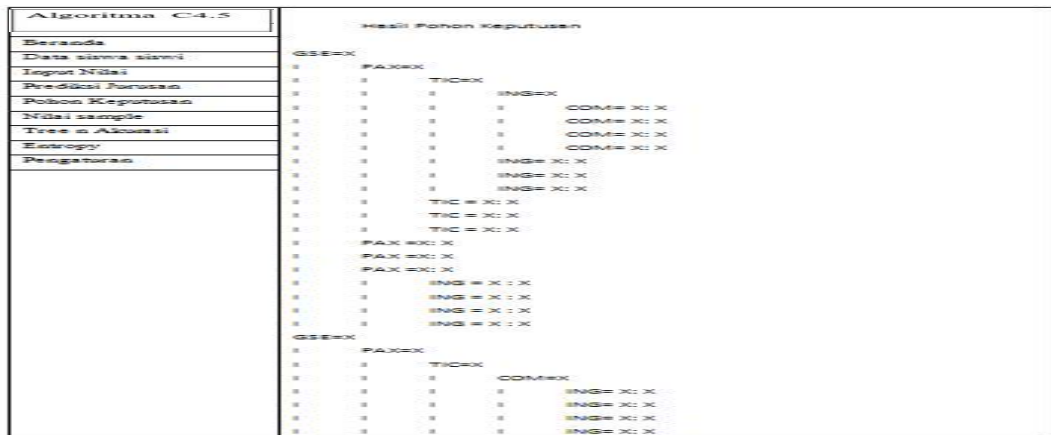 Algoritma C4.5
Beranda
Data siswa siswi
Input Nilai
Prediksi Jurusan
Pohon Keputusan
Nilai sample
Tree n Akurasi
Entropy
Pengaturan
Hasil Pohon Keputusan
GSE=X
| PAX=X
| | TIC=X
| | | ING=X
| | | | COM= X: X
| | | | COM= X: X
| | | | COM= X: X
| | | | COM= X: X
| | | ING= X: X
| | | ING= X: X
| | | ING= X: X
| | TIC = X: X
| | TIC = X: X
| | TIC = X: X
| PAX =X: X
| PAX =X: X
| PAX =X: X
| | ING = X : X
| | ING = X : X
| | ING = X : X
| | ING = X : X
GSE=X
| PAX=X
| | TIC=X
| | | COM=X
| | | | ING= X: X
| | | | ING= X: X
| | | | ING= X: X
| | | | ING= X: X